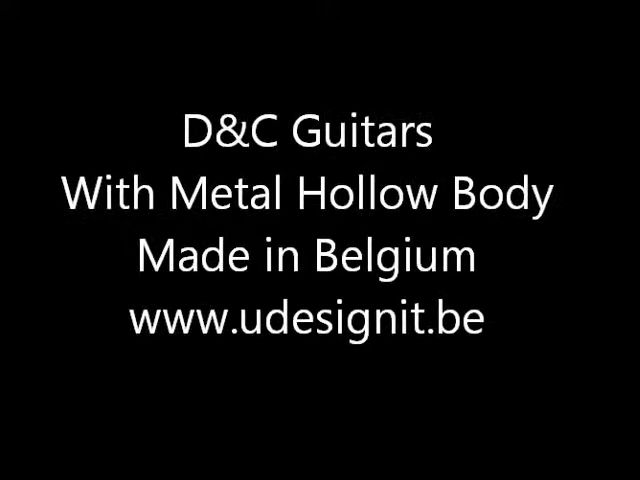 D&C Guitars
With Metal Hollow Body
Made in Belgium
www.udesignit.be